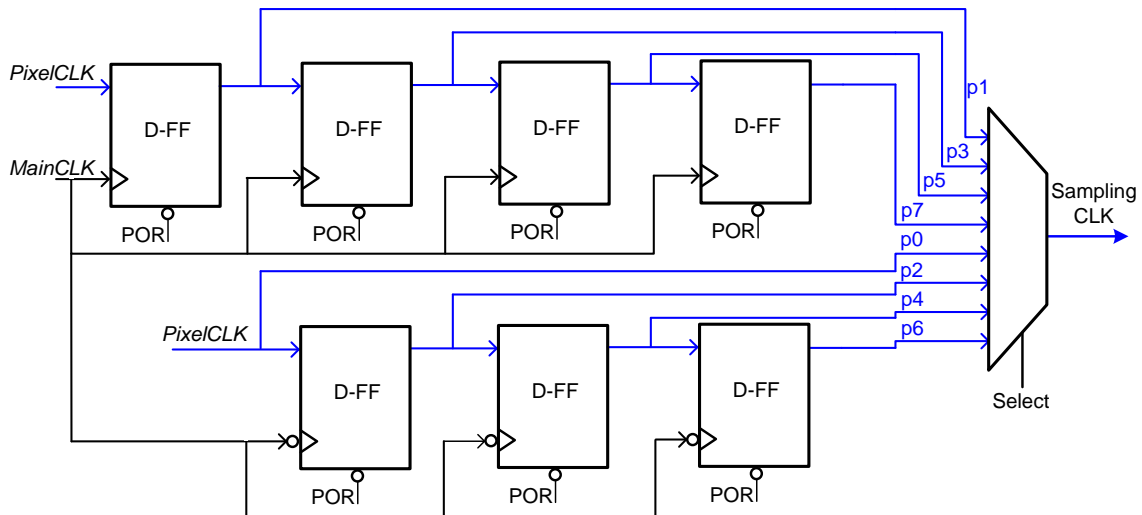 p1
PixelCLK
D-FF
D-FF
D-FF
D-FF
p3
MainCLK
p5
Sampling
CLK
p7
POR
POR
POR
POR
p0
p2
PixelCLK
p4
p6
D-FF
D-FF
D-FF
Select
POR
POR
POR